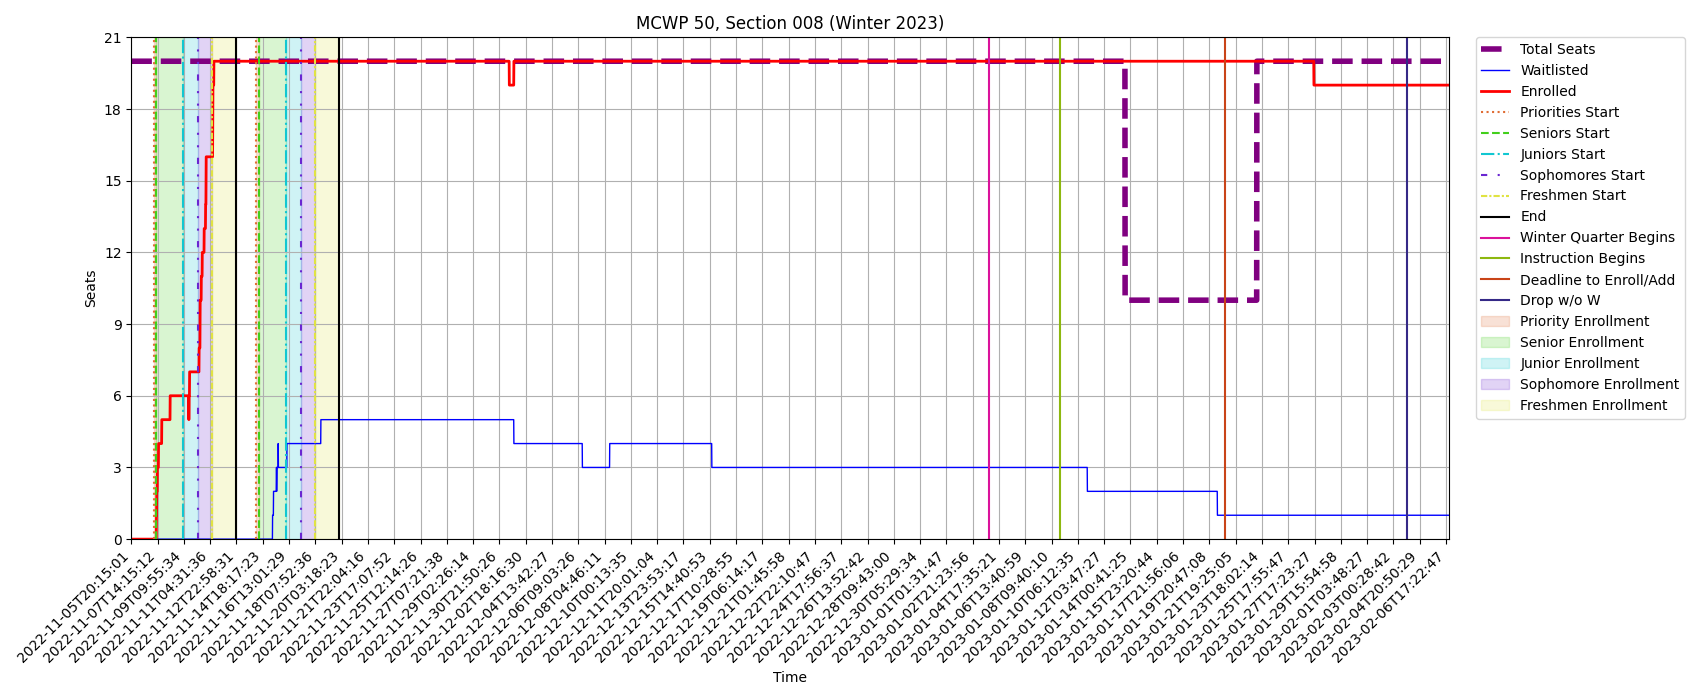 MCWP 50, Section 008 (Winter 2023)
21
18
15
12
9
6
3
0
Seats
2022-11-05T20:15:01
2022-11-07T14:15:12
2022-11-09T09:55:34
2022-11-11T04:31:36
2022-11-12T22:58:31
2022-11-14T18:17:23
2022-11-16T13:01:29
2022-11-18T07:52:36
2022-11-20T03:18:23
2022-11-21T22:04:16
2022-11-23T17:07:52
2022-11-25T12:14:26
2022-11-27T07:21:38
2022-11-29T02:26:14
2022-11-30T21:50:26
2022-12-02T18:16:30
2022-12-04T13:42:27
2022-12-06T09:03:26
2022-12-08T04:46:11
2022-12-10T00:13:35
2022-12-11T20:01:04
2022-12-13T23:53:17
2022-12-15T14:40:53
2022-12-17T10:28:55
2022-12-19T06:14:17
2022-12-21T01:45:58
2022-12-22T22:10:47
2022-12-24T17:56:37
2022-12-26T13:52:42
2022-12-28T09:43:00
2022-12-30T05:29:34
2023-01-01T01:31:47
2023-01-02T21:23:56
2023-01-04T17:35:21
2023-01-06T13:40:59
2023-01-08T09:40:10
2023-01-10T06:12:35
2023-01-12T03:47:27
2023-01-14T00:41:25
2023-01-15T23:20:44
2023-01-17T21:56:06
2023-01-19T20:47:08
2023-01-21T19:25:05
2023-01-23T18:02:14
2023-01-25T17:55:47
2023-01-27T17:23:27
2023-01-29T15:54:58
2023-02-01T03:48:27
2023-02-03T00:28:42
2023-02-04T20:50:29
2023-02-06T17:22:47
Time
Total Seats
Waitlisted
Enrolled
Priorities Start
Seniors Start
Juniors Start
Sophomores Start
Freshmen Start
End
Winter Quarter Begins
Instruction Begins
Deadline to Enroll/Add
Drop w/o W
Priority Enrollment
Senior Enrollment
Junior Enrollment
Sophomore Enrollment
Freshmen Enrollment